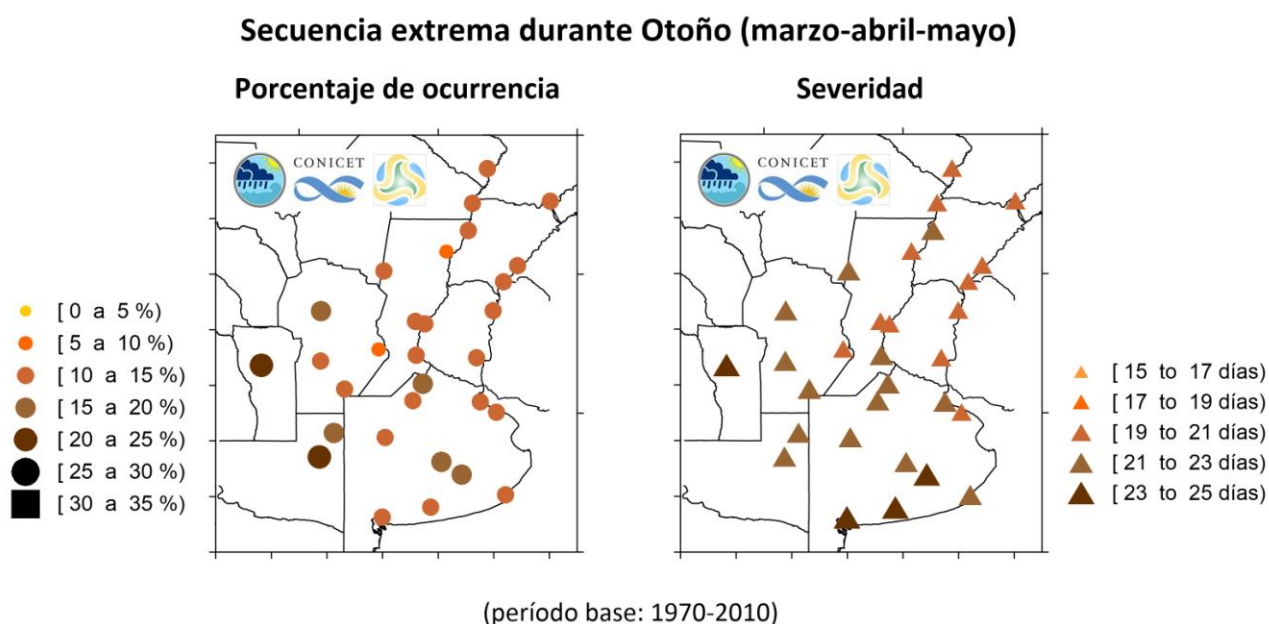 Secuencia extrema durante Otoño (marzo-abril-mayo)
Porcentaje de ocurrencia
Severidad
CONICET
CONICET
[ 0 a 5 %)
[ 5 a 10 %)
[ 10 a 15 %)
[ 15 a 20 %)
[ 20 a 25 %)
[ 25 a 30 %)
[ 30 a 35 %)
[ 15 to 17 días)
[ 17 to 19 días)
[ 19 to 21 días)
[ 21 to 23 días)
[ 23 to 25 días)
(período base: 1970-2010)